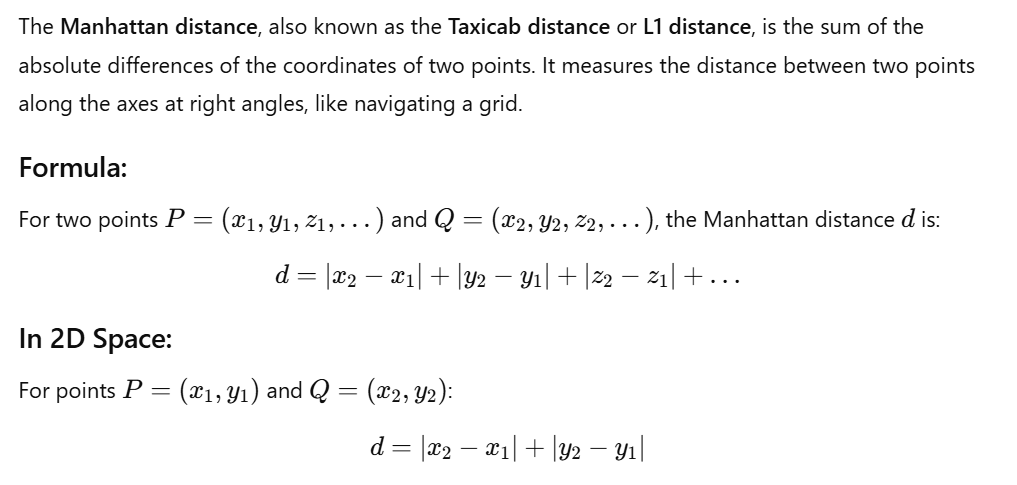 The Manhattan distance, also known as the Taxicab distance or L1 distance, is the sum of the
absolute differences of the coordinates of two points. It measures the distance between two points
along the axes at right angles, like navigating a grid.
Formula:
For two points P = (x₁, y₁, z₁, . . . ) and Q = (x₂, y₂, z₂, . . . ), the Manhattan distance d is:
d = |x₂ − x₁| + |y₂ − y₁| + |z₂ − z₁| + . . .
In 2D Space:
For points P = (x₁, y₁) and Q = (x₂, y₂):
d = |x₂ − x₁| + |y₂ − y₁|